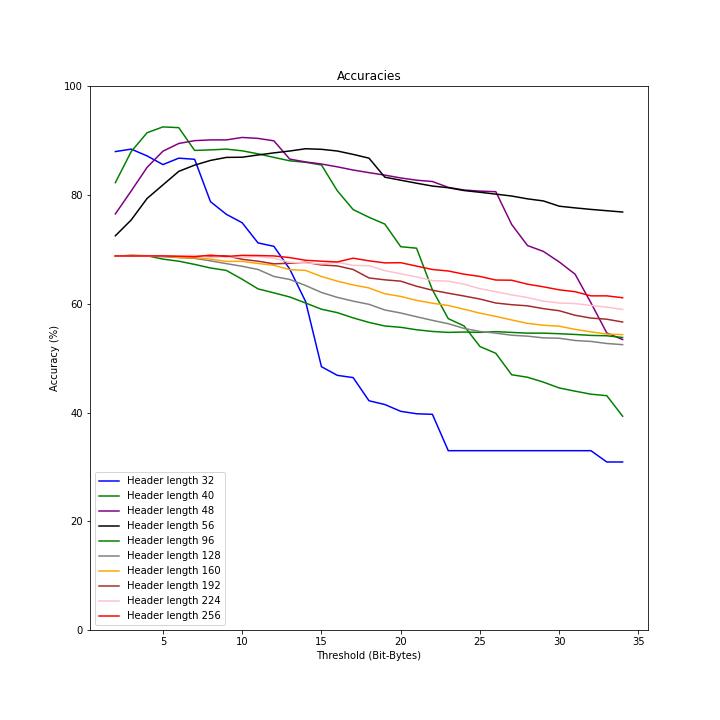 Accuracies
100
80
60
40
20
0
Accuracy (%)
Header length 32
Header length 40
Header length 48
Header length 56
Header length 96
Header length 128
Header length 160
Header length 192
Header length 224
Header length 256
5 10 15 20 25 30 35
Threshold (Bit-Bytes)